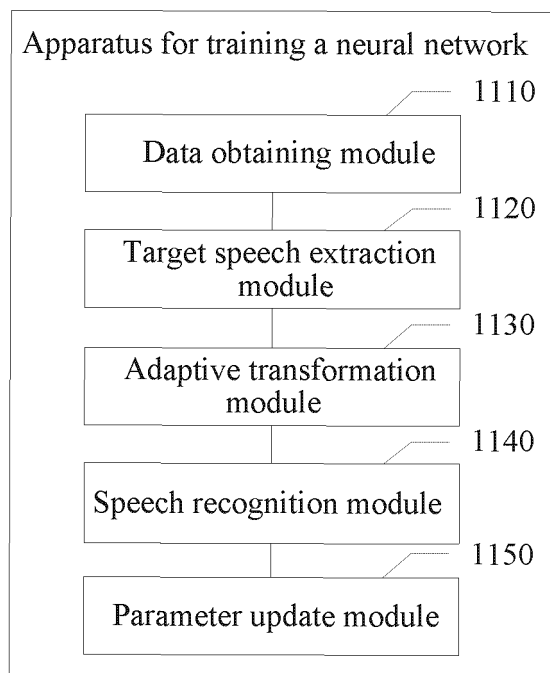 Apparatus for training a neural network
1110
Data obtaining module
1120
Target speech extraction
module
1130
Adaptive transformation
module
1140
Speech recognition module
1150
Parameter update module